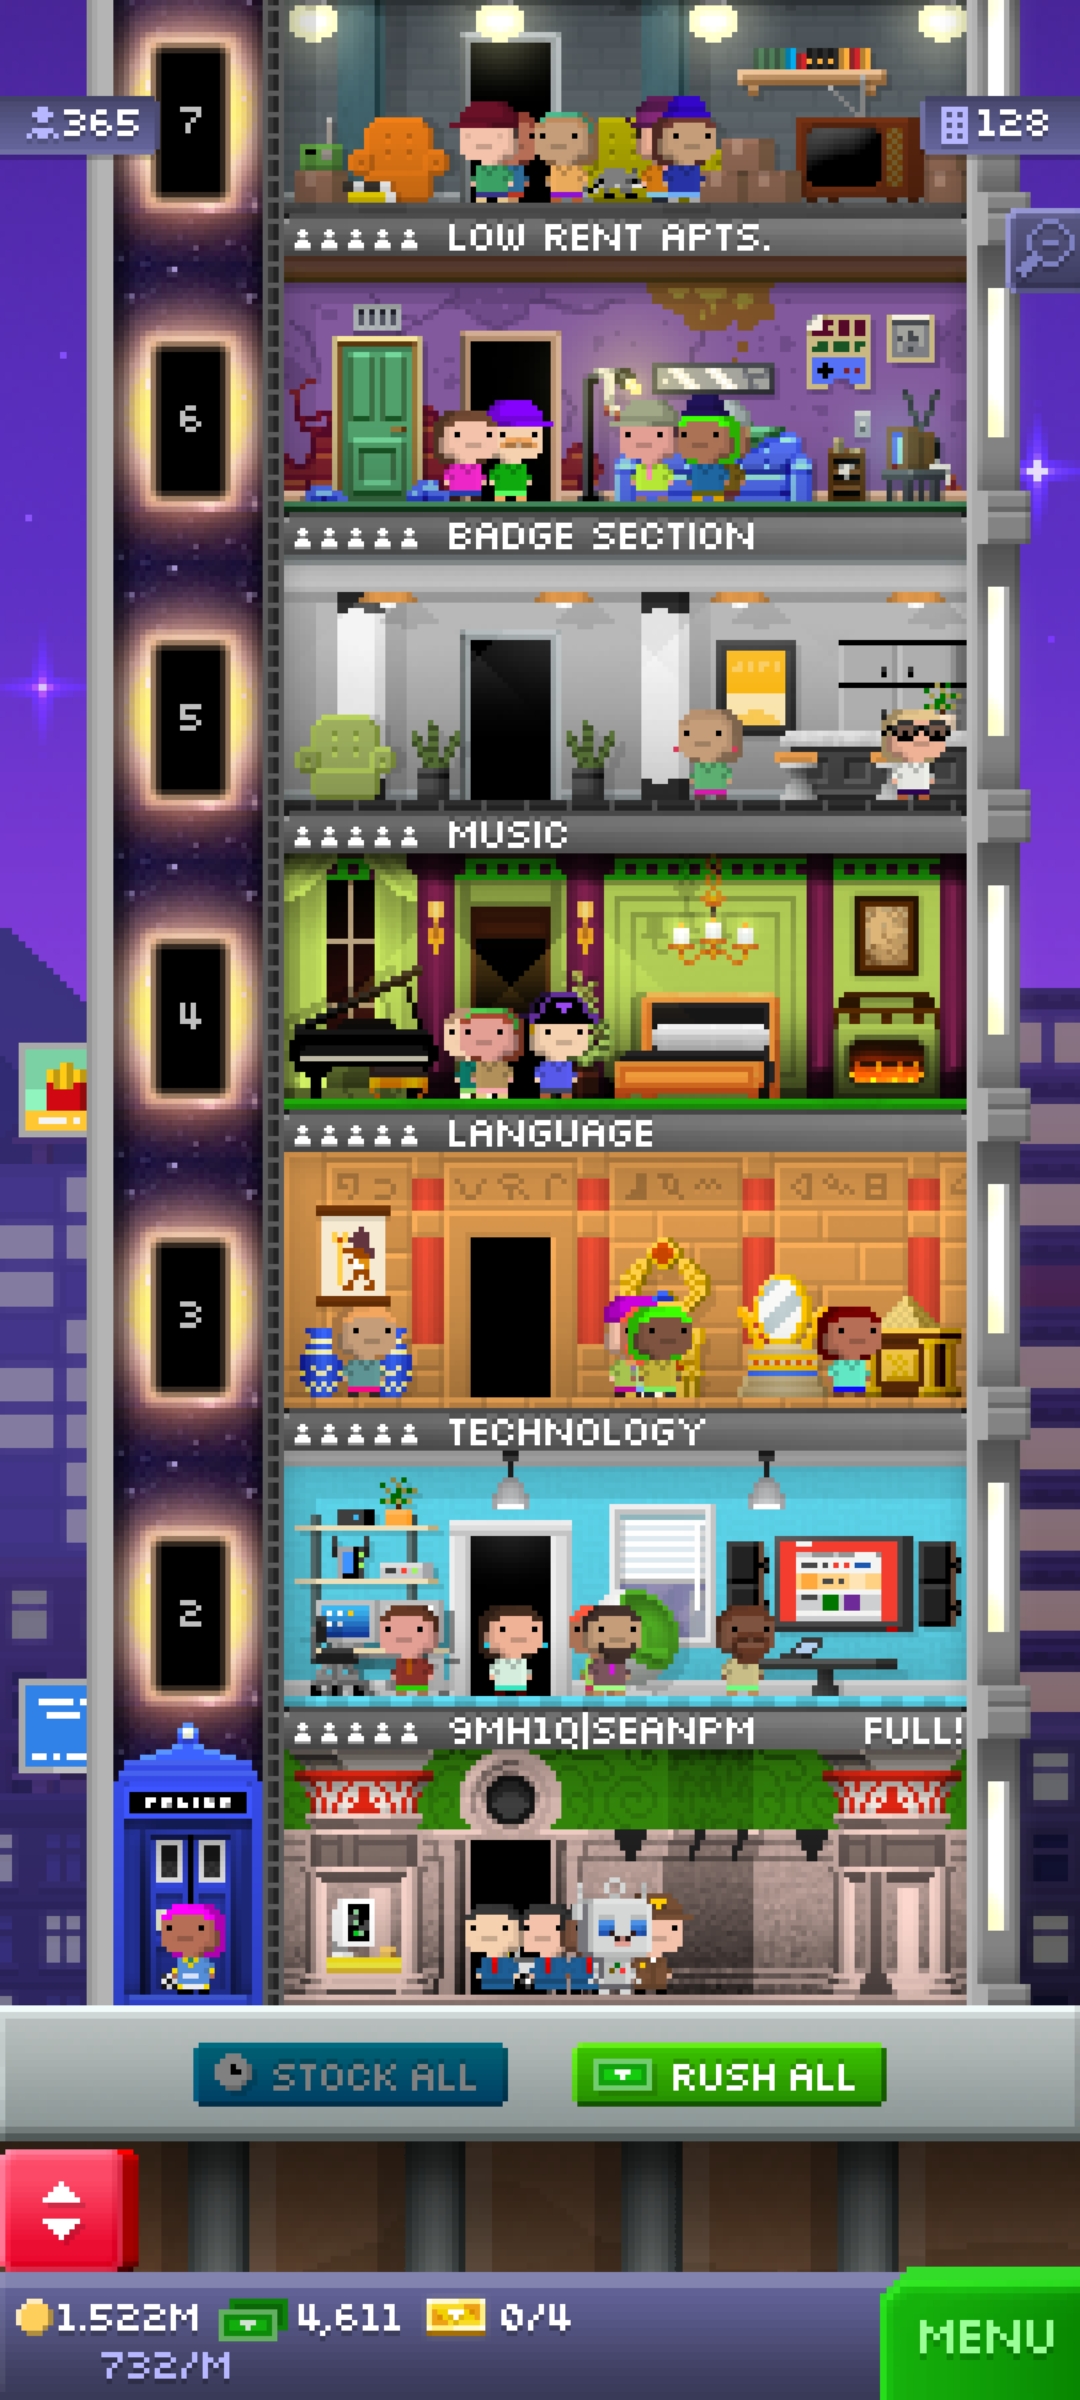 7
365
128
LOW RENT APTS.
6
BADGE SECTION
5
MUSIC
4
LANGUAGE
3
TECHNOLOGY
2
9MH1Q|SEANPM FULL!
POLICE
STOCK ALL
RUSH ALL
1.522M 4,611 0/4
732/M
MENU